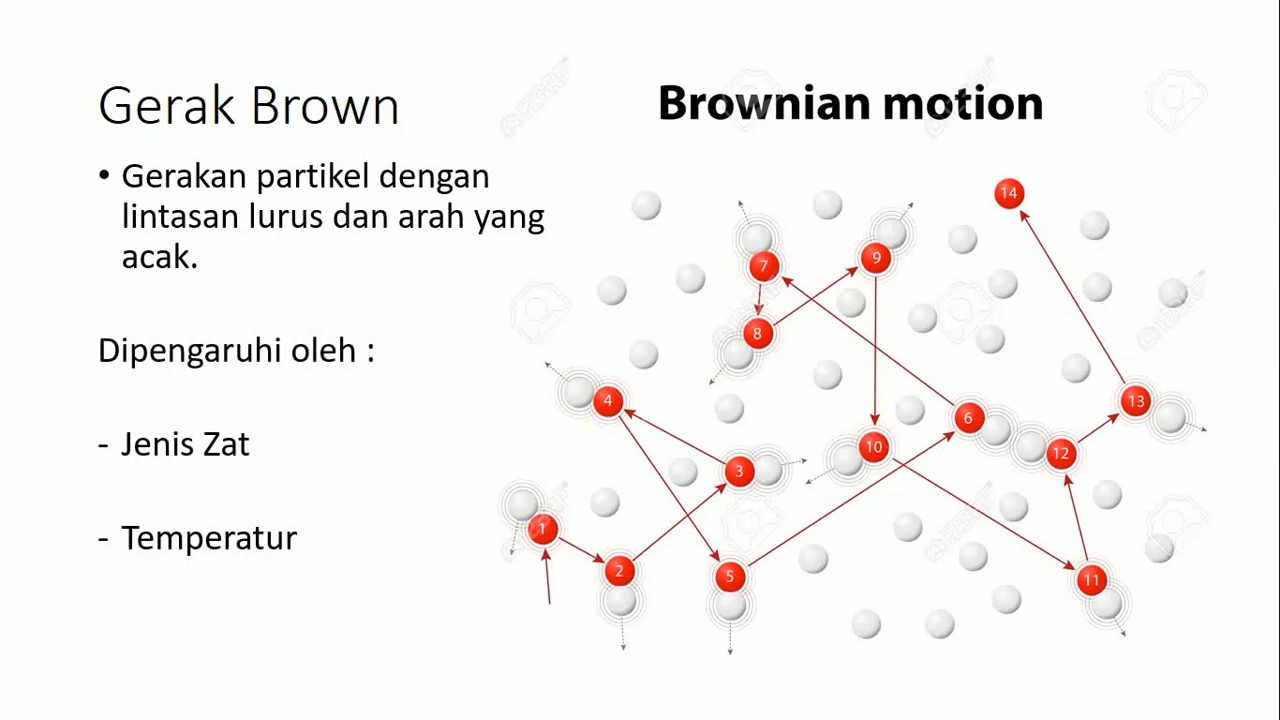 Gerak Brown
• Gerakan partikel dengan
lintasan lurus dan arah yang
acak.
Dipengaruhi oleh :
- Jenis Zat
- Temperatur
Brownian motion
1
2
3
4
5
6
7
8
9
10
11
12
13
14